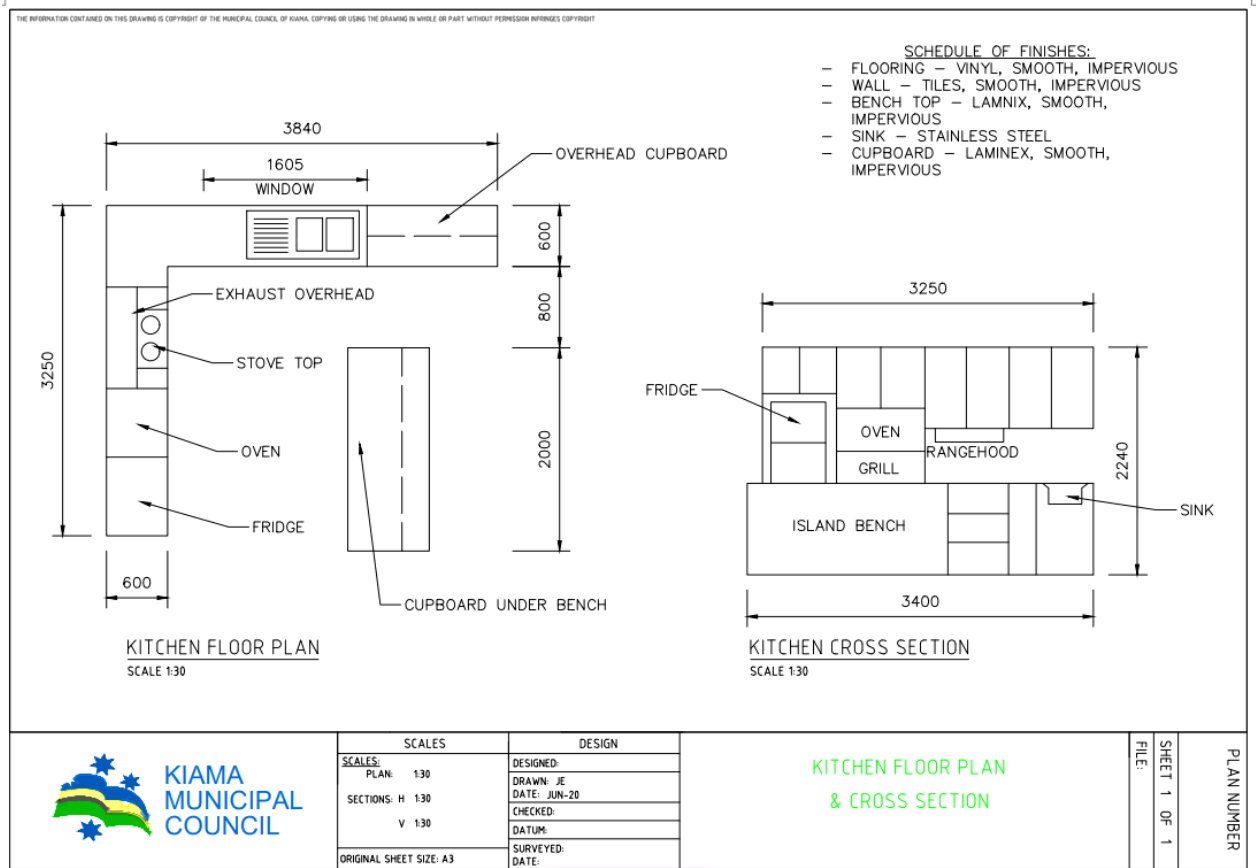 THE INFORMATION CONTAINED ON THIS DRAWING IS COPYRIGHT OF THE MUNICIPAL COUNCIL OF KIAMA. COPYING OR USING THE DRAWING IN WHOLE OR PART WITHOUT PERMISSION INFRINGES COPYRIGHT
SCHEDULE OF FINISHES:
– FLOORING – VINYL, SMOOTH, IMPERVIOUS
– WALL – TILES, SMOOTH, IMPERVIOUS
– BENCH TOP – LAMNIX, SMOOTH,
IMPERVIOUS
– SINK – STAINLESS STEEL
– CUPBOARD – LAMINEX, SMOOTH,
IMPERVIOUS
3840
1605
WINDOW
OVERHEAD CUPBOARD
600
800
2000
3250
EXHAUST OVERHEAD
STOVE TOP
OVEN
FRIDGE
600
CUPBOARD UNDER BENCH
KITCHEN FLOOR PLAN
SCALE 1:30
3250
FRIDGE
OVEN
GRILL
RANGEHOOD
2240
ISLAND BENCH
SINK
3400
KITCHEN CROSS SECTION
SCALE 1:30
KIAMA
MUNICIPAL
COUNCIL
SCALES
SCALES:
PLAN: 1:30
SECTIONS: H 1:30
V 1:30
ORIGINAL SHEET SIZE: A3
DESIGN
DESIGNED:
DRAWN: JE
DATE: JUN-20
CHECKED:
DATUM:
SURVEYED:
DATE:
KITCHEN FLOOR PLAN
& CROSS SECTION
FILE:
SHEET 1 OF 1
PLAN NUMBER